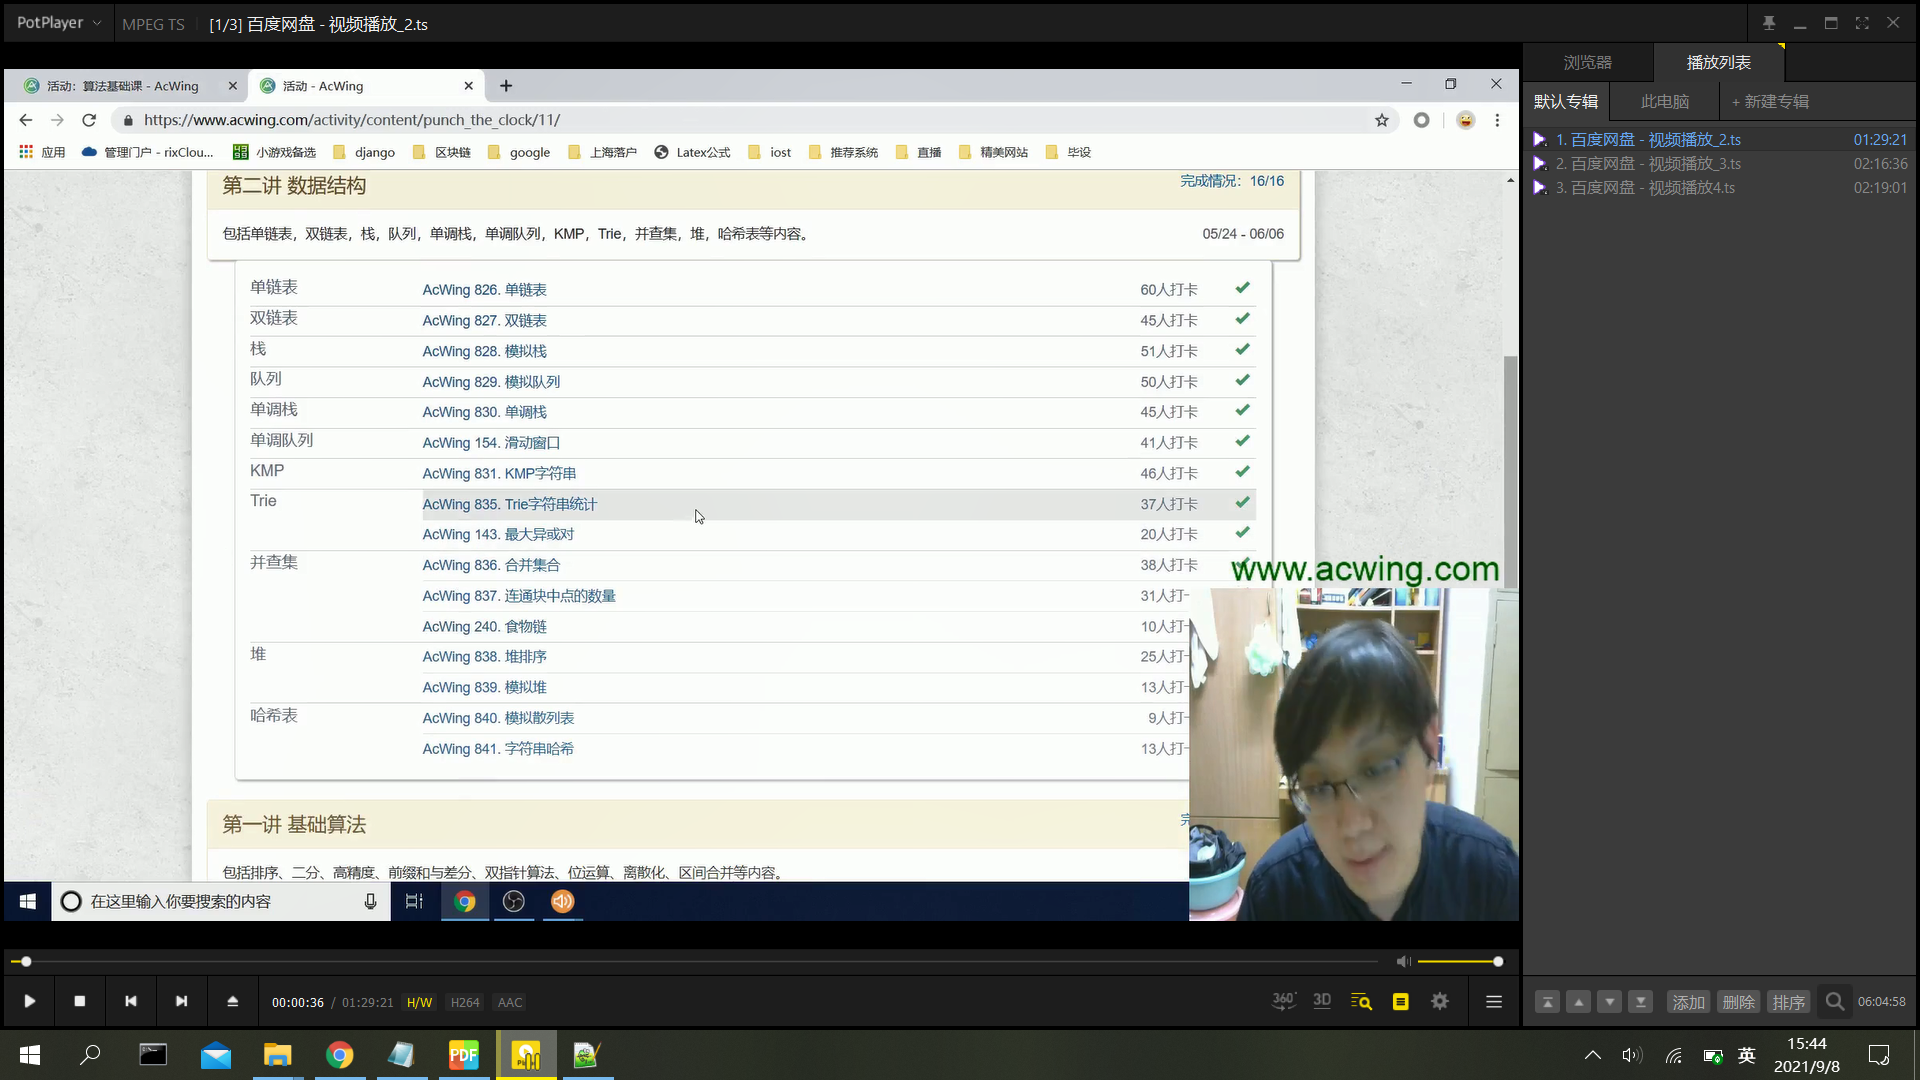 PotPlayer
MPEG TS
[1/3] 百度网盘 - 视频播放_2.ts
浏览器
播放列表
默认专辑
此电脑
+ 新建专辑
1. 百度网盘 - 视频播放_2.ts 01:29:21
2. 百度网盘 - 视频播放_3.ts 02:16:36
3. 百度网盘 - 视频播放4.ts 02:19:01
活动：算法基础课 - AcWing
活动 - AcWing
https://www.acwing.com/activity/content/punch_the_clock/11/
应用
管理门户 - rixClou...
小游戏备选
django
区块链
google
上海落户
Latex公式
iost
推荐系统
直播
精美网站
毕设
第二讲 数据结构
完成情况：16/16
包括单链表，双链表，栈，队列，单调栈，单调队列，KMP，Trie，并查集，堆，哈希表等内容。
05/24 - 06/06
单链表 AcWing 826. 单链表 60人打卡
双链表 AcWing 827. 双链表 45人打卡
栈 AcWing 828. 模拟栈 51人打卡
队列 AcWing 829. 模拟队列 50人打卡
单调栈 AcWing 830. 单调栈 45人打卡
单调队列 AcWing 154. 滑动窗口 41人打卡
KMP AcWing 831. KMP字符串 46人打卡
Trie AcWing 835. Trie字符串统计 37人打卡
AcWing 143. 最大异或对 20人打卡
并查集 AcWing 836. 合并集合 38人打卡
www.acwing.com
AcWing 837. 连通块中点的数量 31人打
AcWing 240. 食物链 10人打
堆 AcWing 838. 堆排序 25人打
AcWing 839. 模拟堆 13人打
哈希表 AcWing 840. 模拟散列表 9人打
AcWing 841. 字符串哈希 13人打
第一讲 基础算法
包括排序、二分、高精度、前缀和与差分、双指针算法、位运算、离散化、区间合并等内容。
在这里输入你要搜索的内容
00:00:36 / 01:29:21 H/W H264 AAC
360°
3D
添加
删除
排序
06:04:58
PDF
英
15:44
2021/9/8